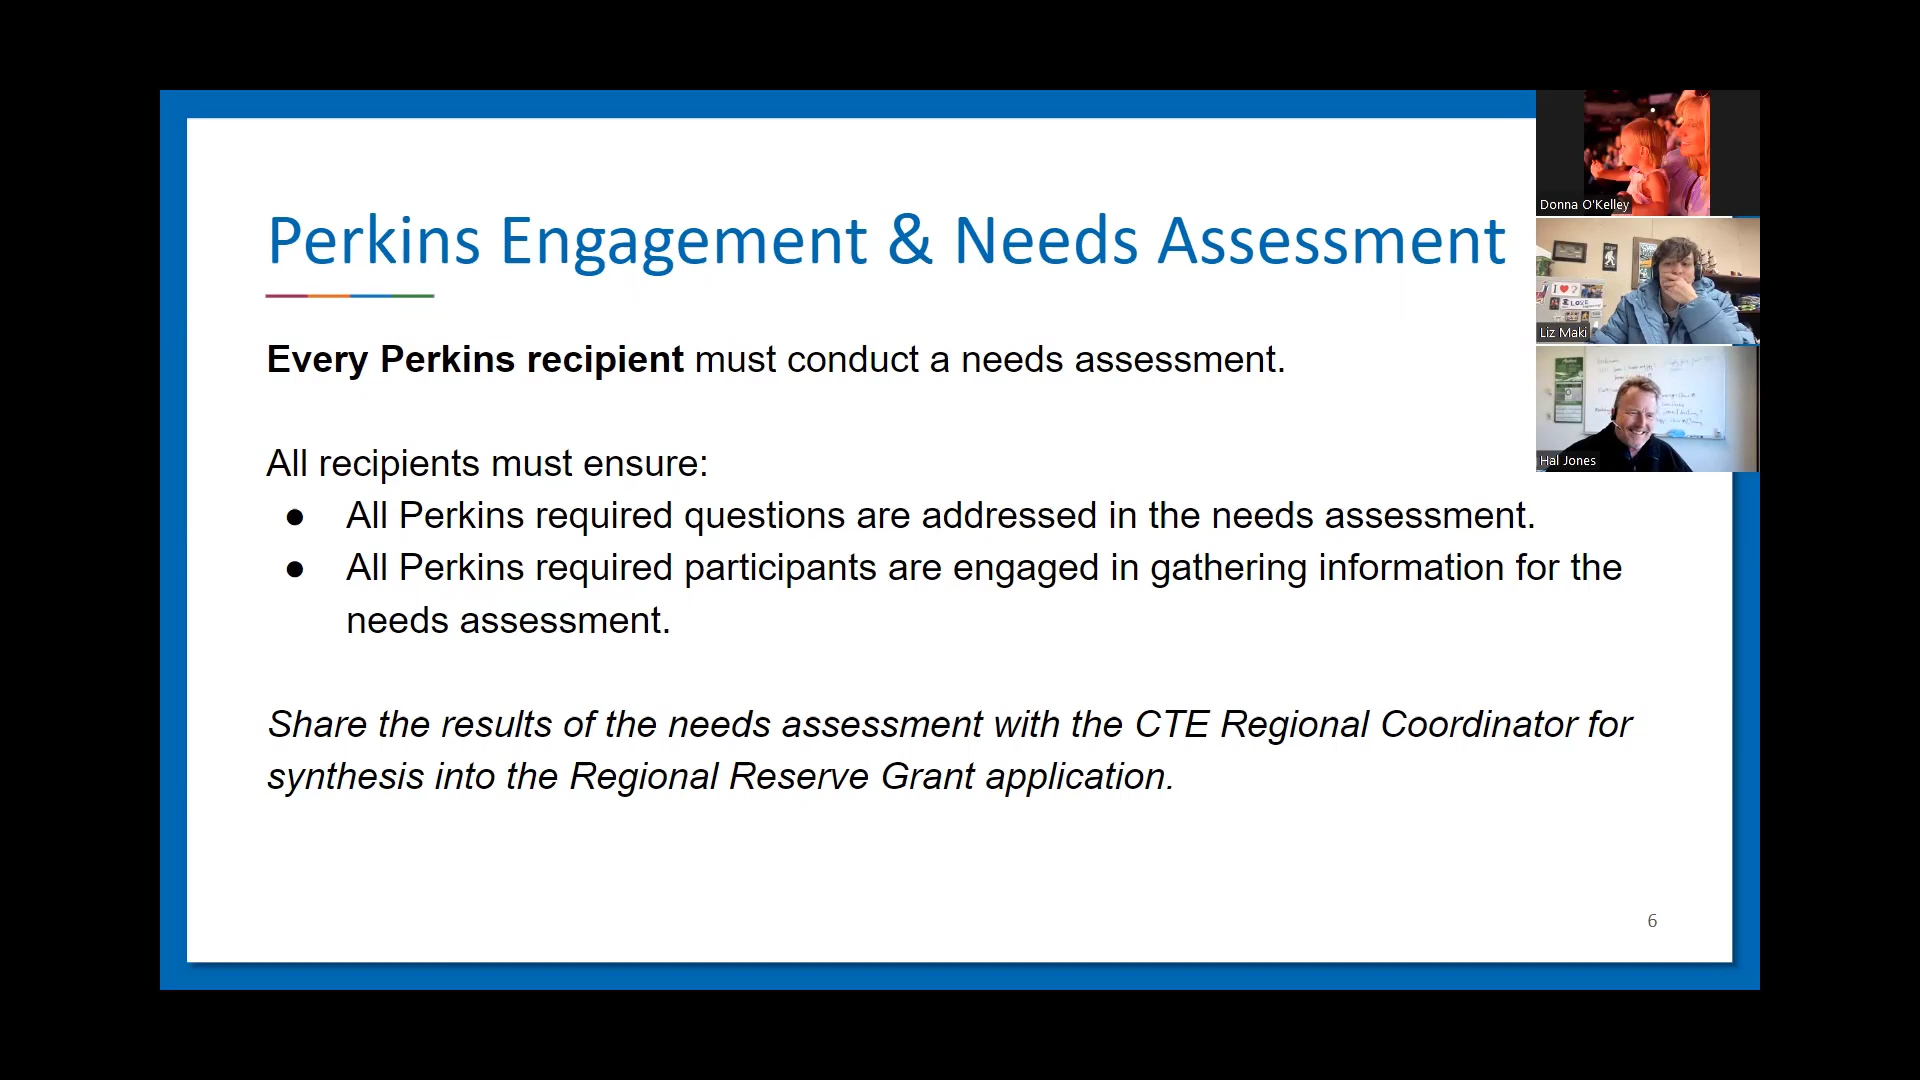 Perkins Engagement & Needs Assessment
Every Perkins recipient must conduct a needs assessment.
All recipients must ensure:
● All Perkins required questions are addressed in the needs assessment.
● All Perkins required participants are engaged in gathering information for the
needs assessment.
Share the results of the needs assessment with the CTE Regional Coordinator for
synthesis into the Regional Reserve Grant application.
6
Donna O'Kelley
I ❤ ?
I LOVE
Liz Maki
Hal Jones